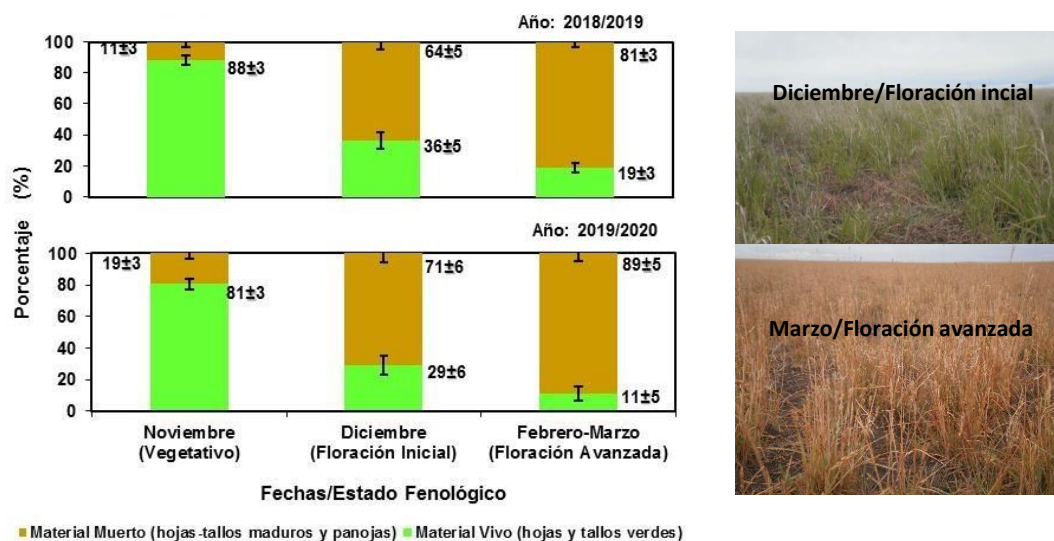 Año: 2018/2019
Porcentaje (%)
100
80
60
40
20
0
11±3
88±3
64±5
36±5
81±3
19±3
Año: 2019/2020
100
80
60
40
20
0
19±3
81±3
71±6
29±6
89±5
11±5
Noviembre
(Vegetativo)
Diciembre
(Floración Inicial)
Febrero-Marzo
(Floración Avanzada)
Fechas/Estado Fenológico
Material Muerto (hojas-tallos maduros y panojas) Material Vivo (hojas y tallos verdes)
Diciembre/Floración incial
Marzo/Floración avanzada